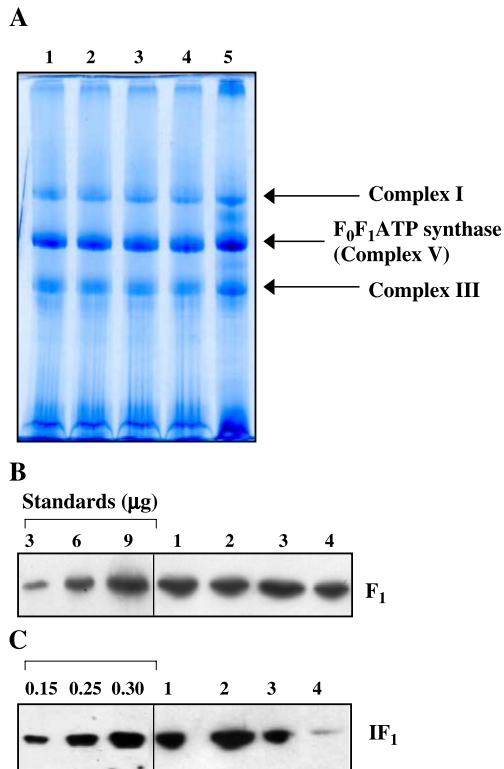 A
1 2 3 4 5
Complex I
F0F1ATP synthase
(Complex V)
Complex III
B
Standards (μg)
3 6 9 1 2 3 4
F1
C
0.15 0.25 0.30 1 2 3 4
IF1